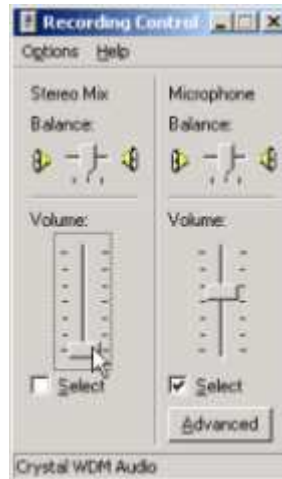 Recording Control
Options Help
Stereo Mix
Balance:
Volume:
Select
Microphone
Balance:
Volume:
Select
Advanced
Crystal WDM Audio